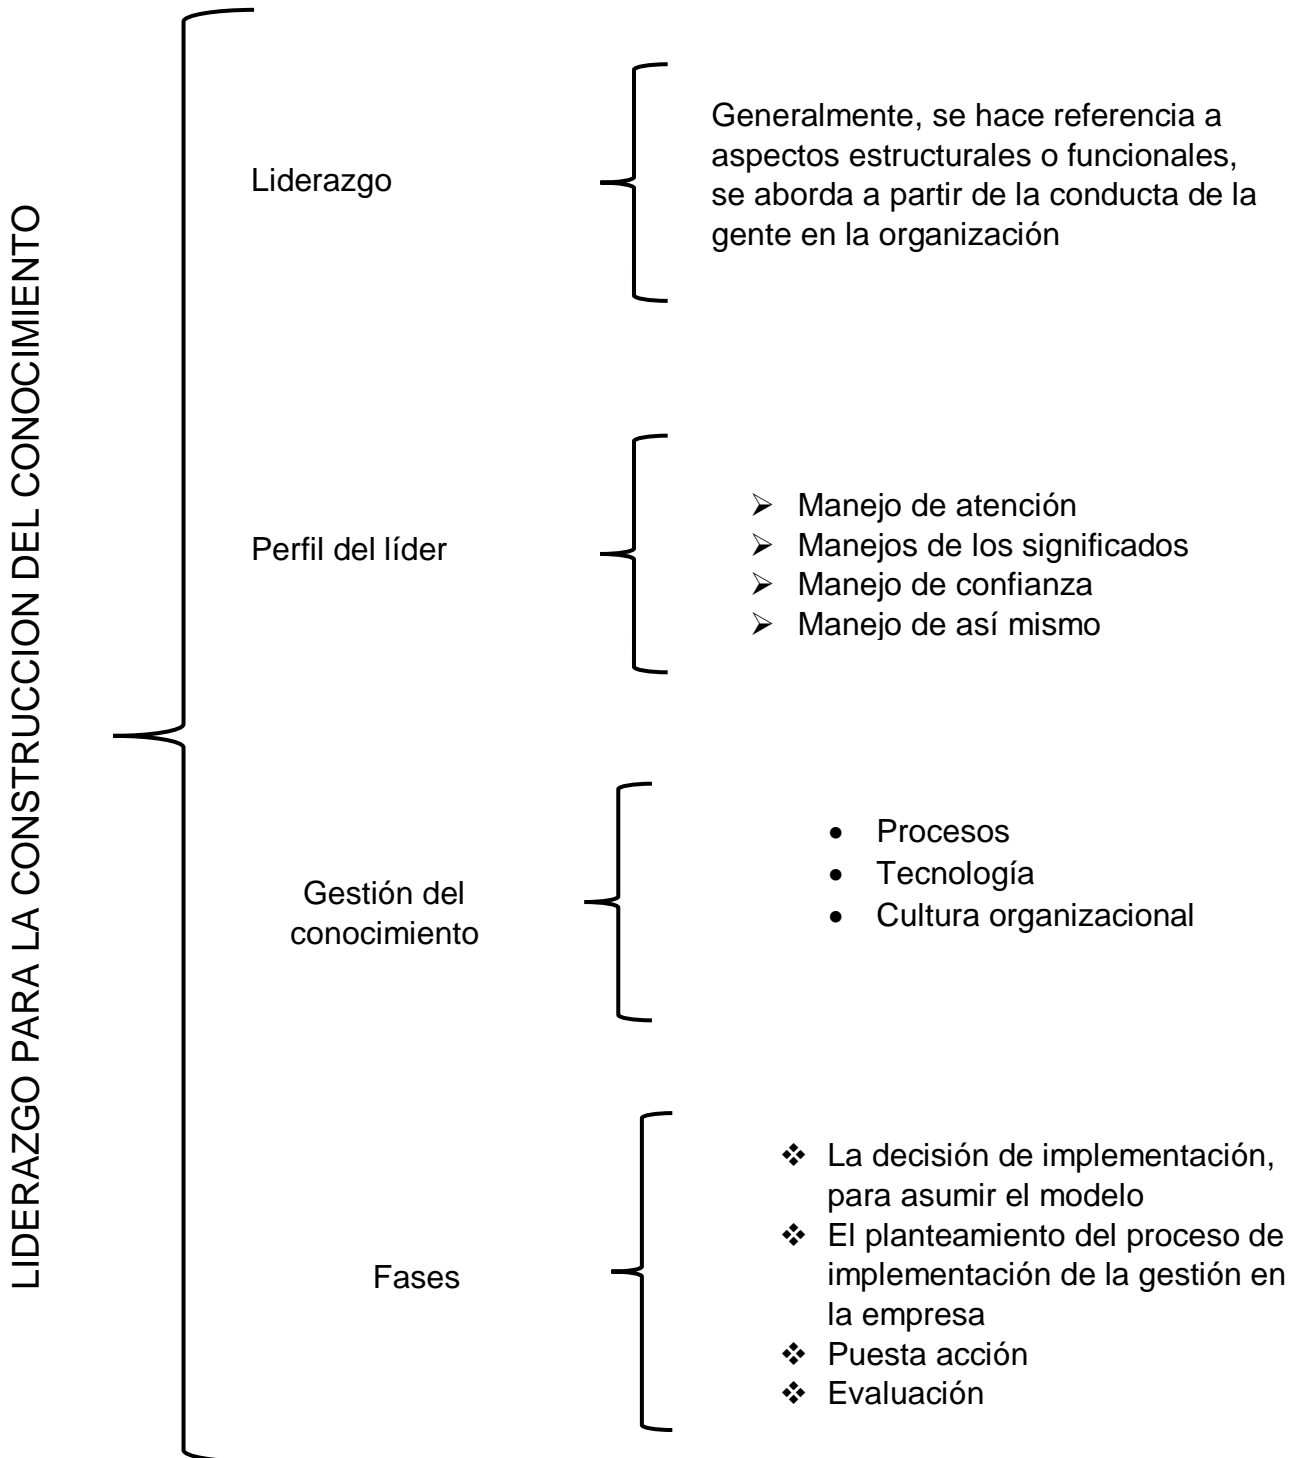 LIDERAZGO PARA LA CONSTRUCCION DEL CONOCIMIENTO
Liderazgo
Generalmente, se hace referencia a
aspectos estructurales o funcionales,
se aborda a partir de la conducta de la
gente en la organización
Perfil del líder
➢ Manejo de atención
➢ Manejos de los significados
➢ Manejo de confianza
➢ Manejo de así mismo
Gestión del
conocimiento
• Procesos
• Tecnología
• Cultura organizacional
Fases
❖ La decisión de implementación,
para asumir el modelo
❖ El planteamiento del proceso de
implementación de la gestión en
la empresa
❖ Puesta acción
❖ Evaluación